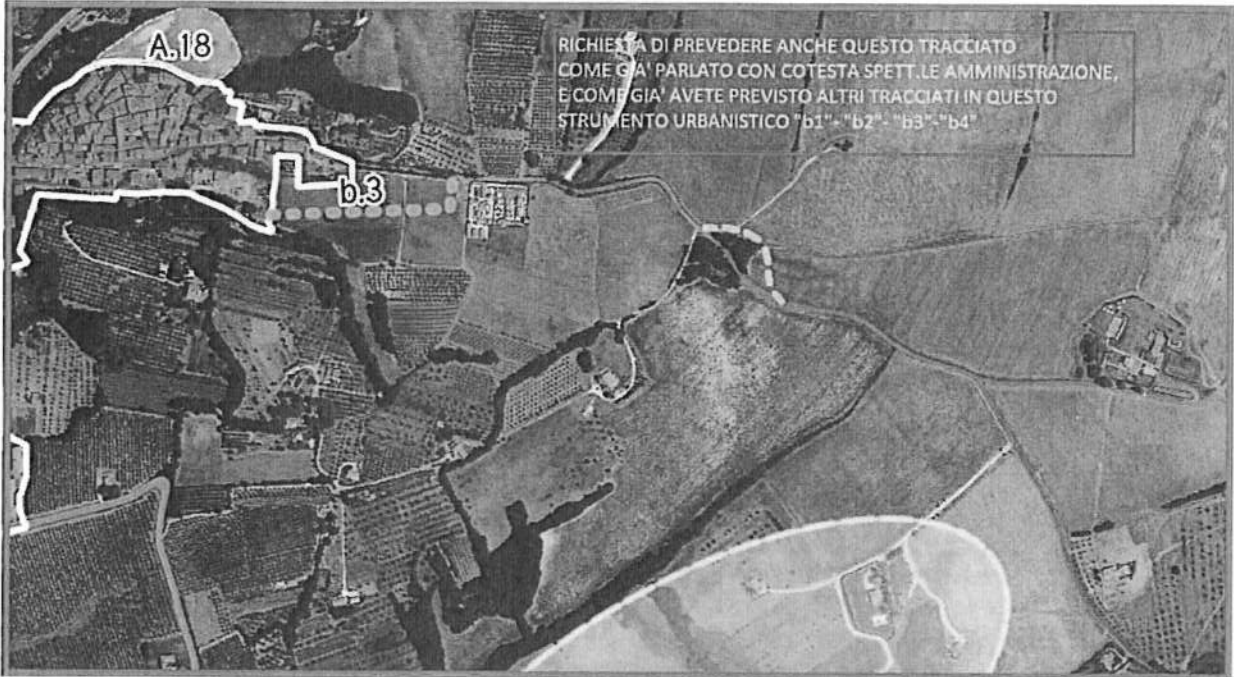 A.18
RICHIESTA DI PREVEDERE ANCHE QUESTO TRACCIATO
COME GIA' PARLATO CON COTESTA SPETT.LE AMMINISTRAZIONE,
E COME GIA' AVETE PREVISTO ALTRI TRACCIATI IN QUESTO
STRUMENTO URBANISTICO "b1"- "b2"- "b3"-"b4"
b.3